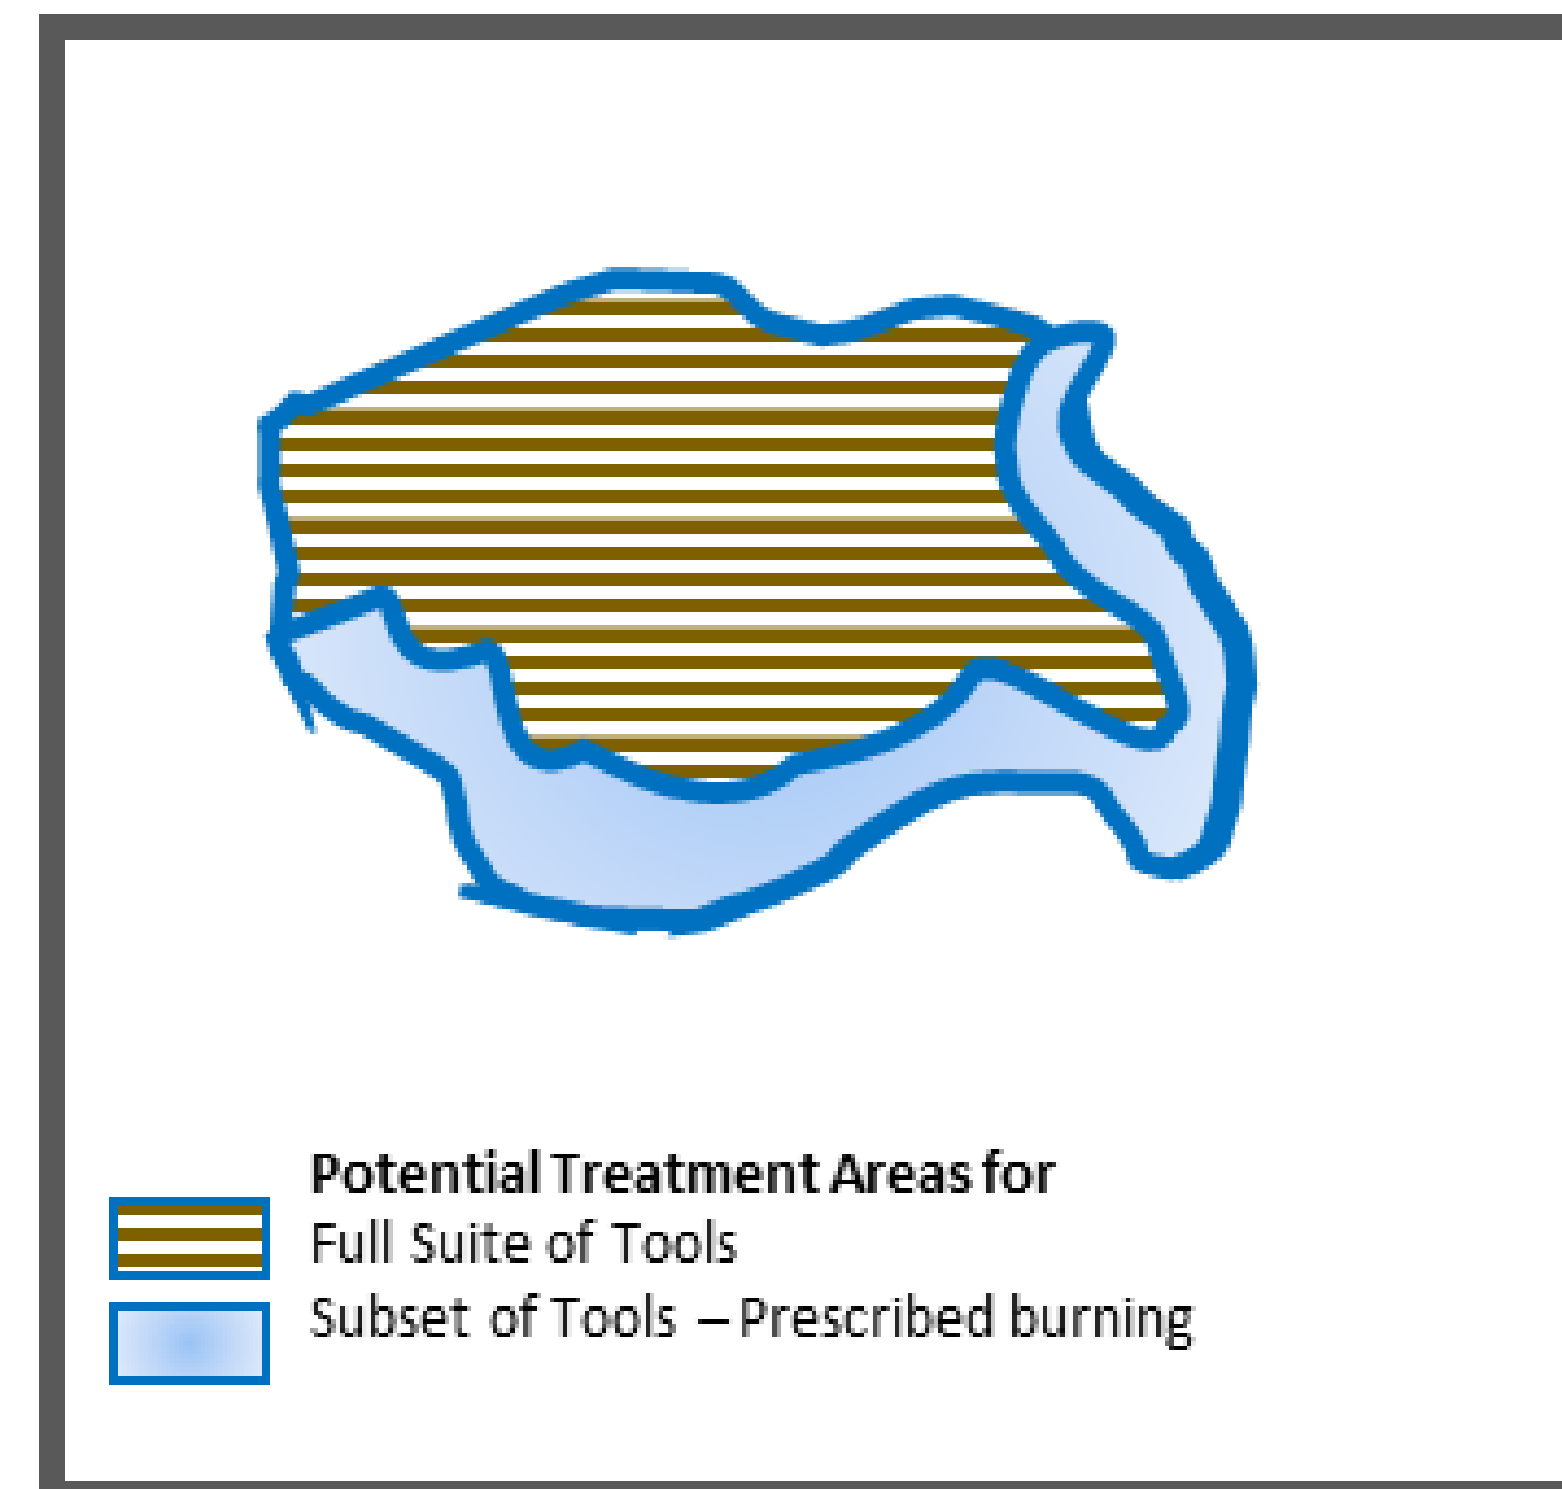 Potential Treatment Areas for
Full Suite of Tools
Subset of Tools – Prescribed burning